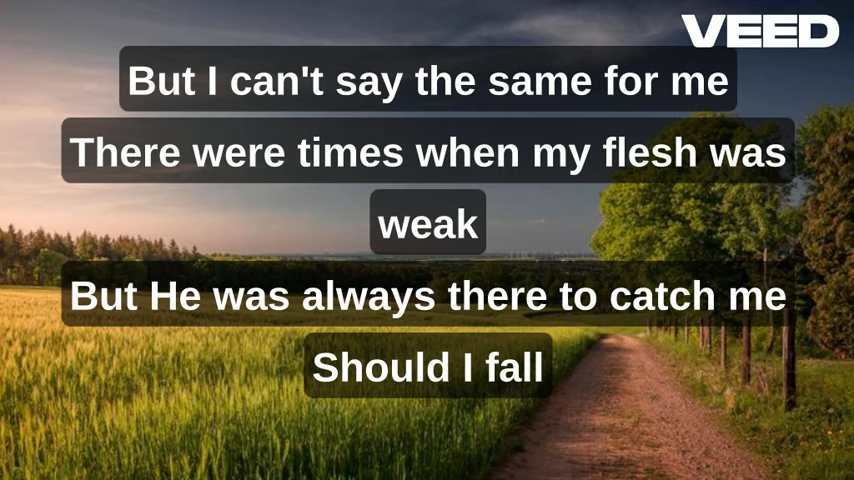 VEED
But I can't say the same for me
There were times when my flesh was
weak
But He was always there to catch me
Should I fall